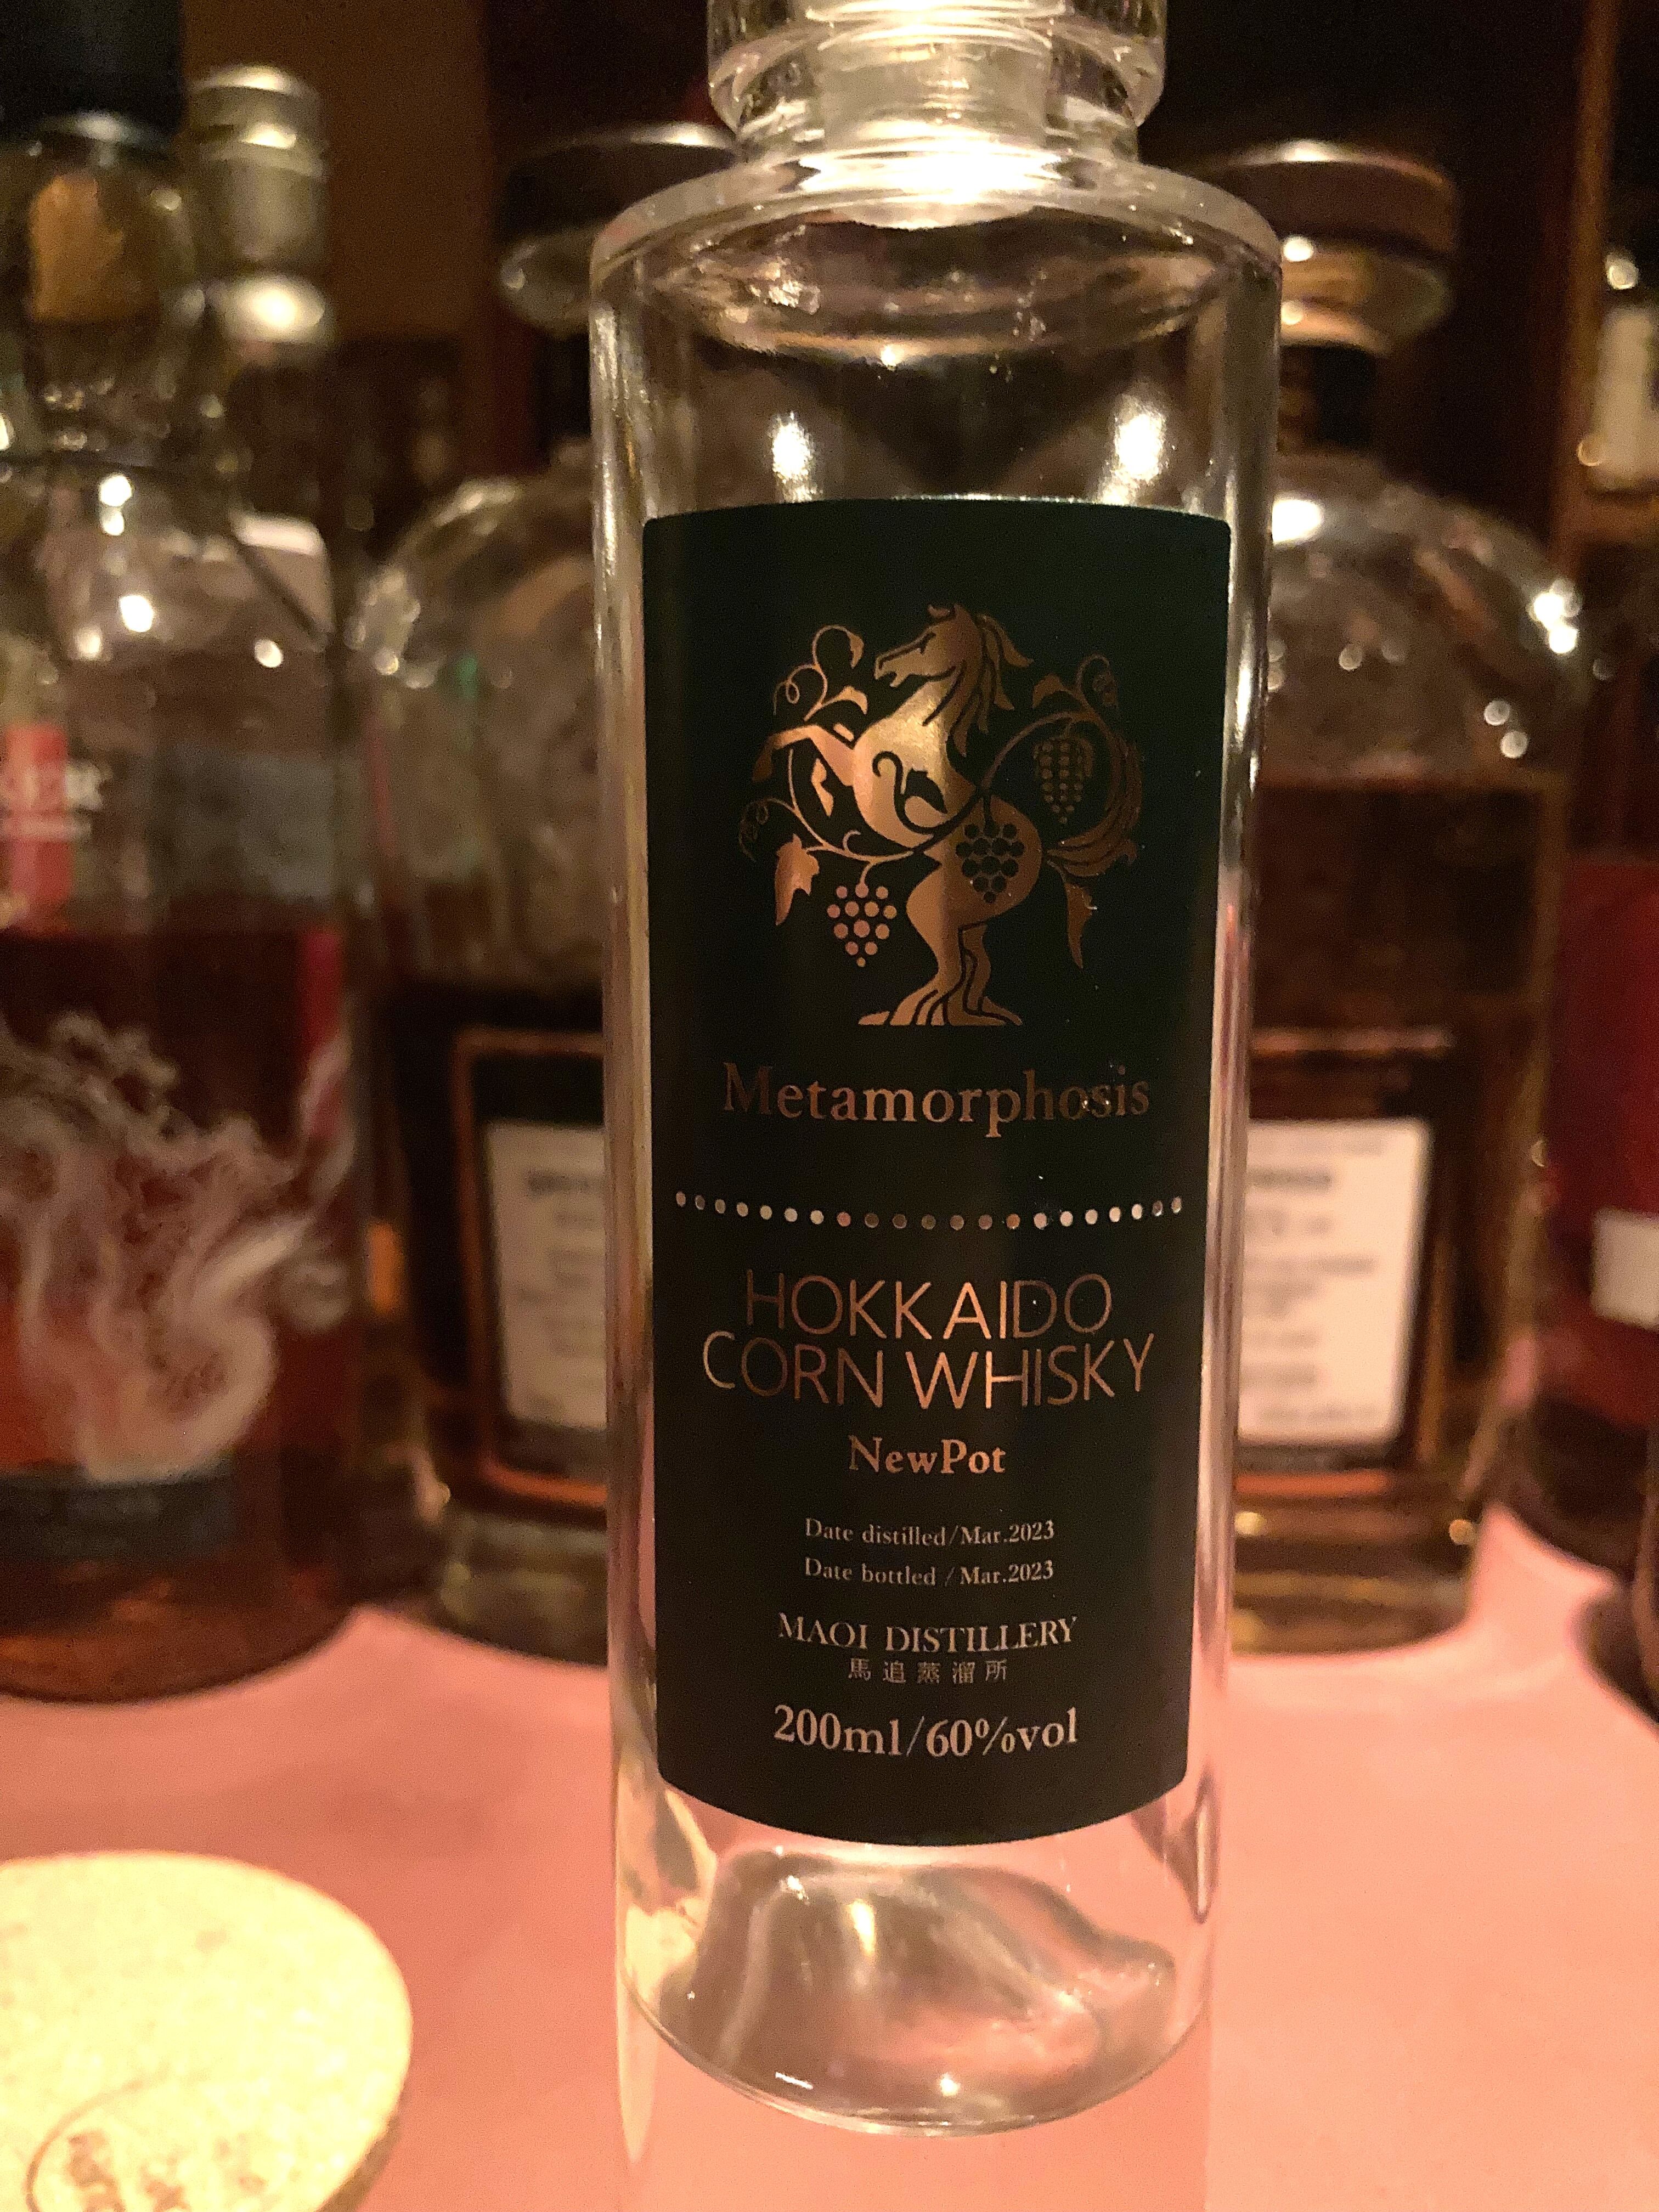 Metamorphosis
HOKKAIDO
CORN WHISKY
NewPot
Date distilled/Mar.2023
Date bottled /Mar.2023
MAOI DISTILLERY
馬追蒸溜所
200ml/60%vol